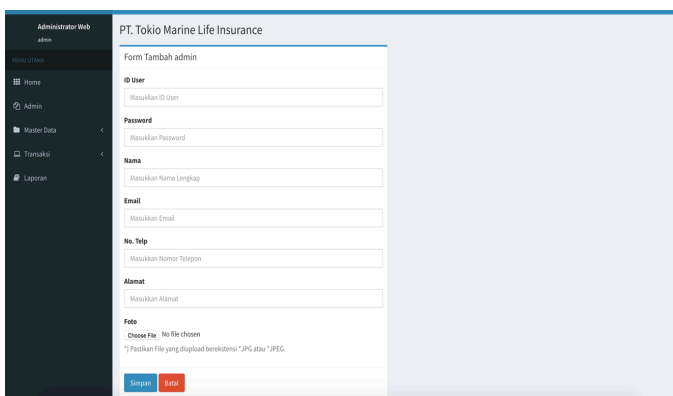 Administrator Web
admin
MENU UTAMA
Home
Admin
Master Data
Transaksi
Laporan
PT. Tokio Marine Life Insurance
Form Tambah admin
ID User
Masukkan ID User
Password
Masukkan Password
Nama
Masukkan Nama Lengkap
Email
Masukkan Email
No. Telp
Masukkan Nomor Telepon
Alamat
Masukkan Alamat
Foto
Choose File No file chosen
*) Pastikan File yang diupload berekstensi *JPG atau *JPEG.
Simpan Batal